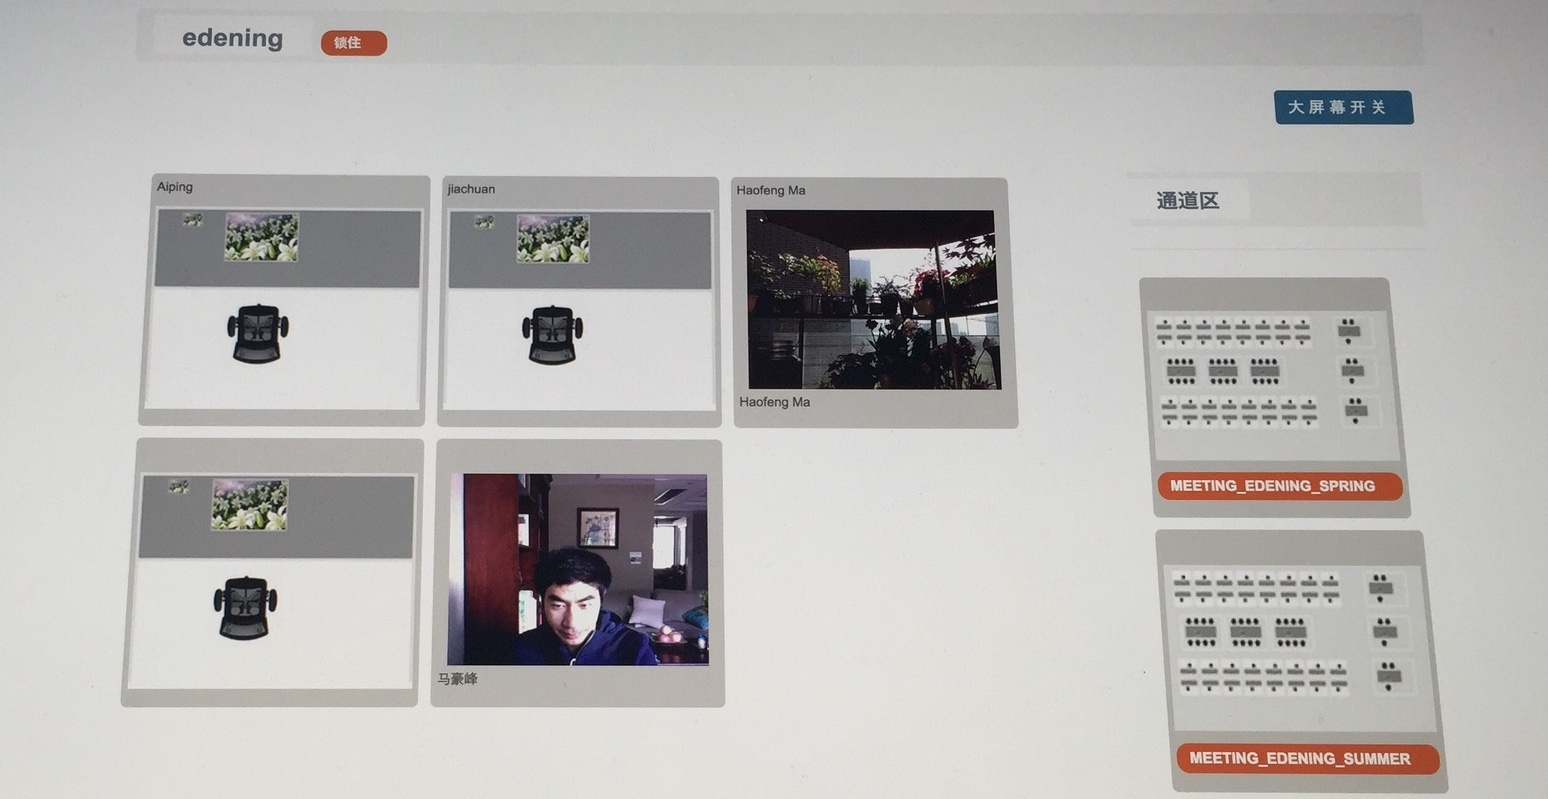 edening
锁住
大屏幕开关
Aiping
jiachuan
Haofeng Ma
Haofeng Ma
马豪峰
通道区
MEETING_EDENING_SPRING
MEETING_EDENING_SUMMER